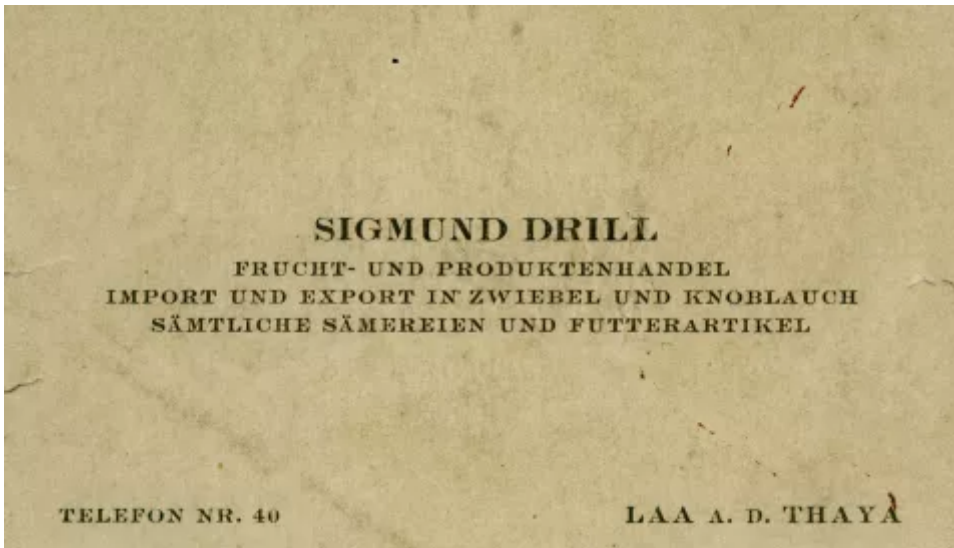 SIGMUND DRILL
FRUCHT- UND PRODUKTENHANDEL
IMPORT UND EXPORT IN ZWIEBEL UND KNOBLAUCH
SÄMTLICHE SÄMEREIEN UND FUTTERARTIKEL
TELEFON NR. 40 LAA A. D. THAYA